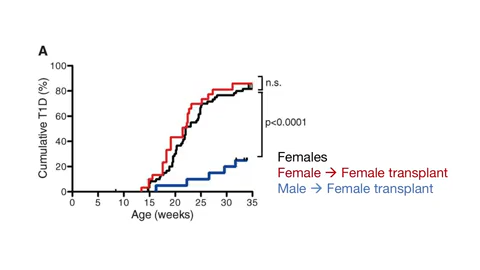 A
Cumulative T1D (%)
100
80
60
40
20
0
0 5 10 15 20 25 30 35
Age (weeks)
n.s.
p<0.0001
Females
Female → Female transplant
Male → Female transplant